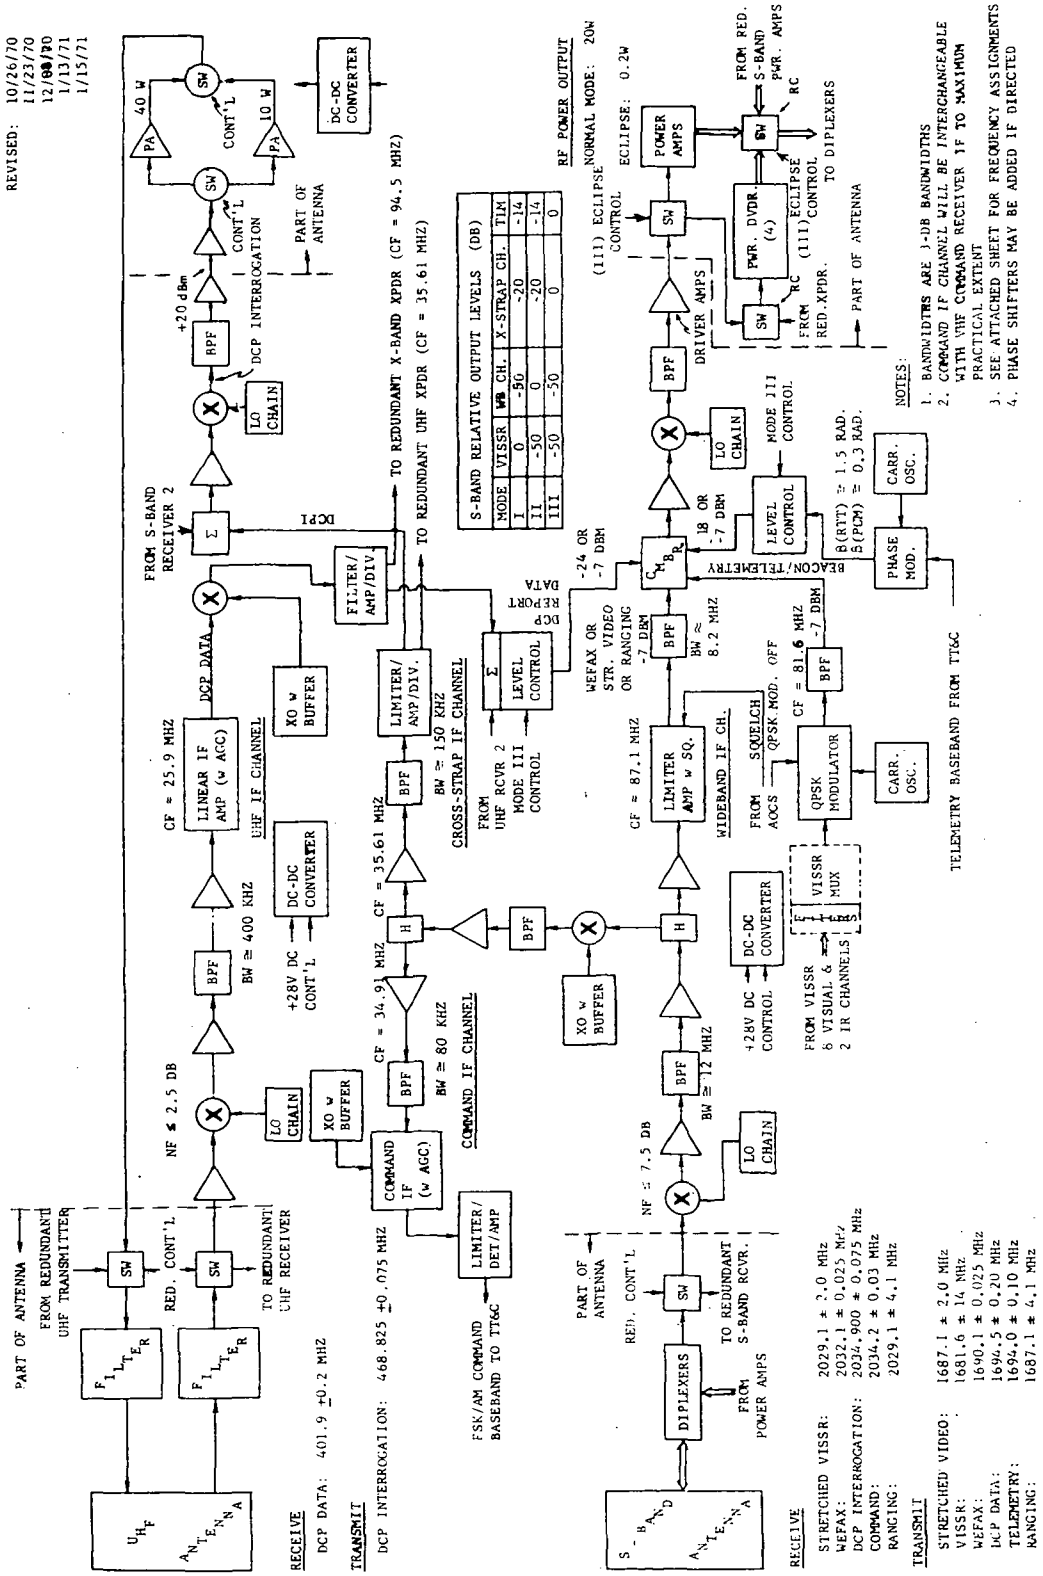 REVISED: 10/26/70
11/23/70
1/13/71
1/15/71
PART OF ANTENNA
FROM REDUNDANT
UHF TRANSMITTER
UHF
ANTENNA
FILTER
FILTER
SW
RED. CONT'L
SW
TO REDUNDANT
UHF RECEIVER
NF ≤ 2.5 DB
X
LO
CHAIN
BPF
BW ≅ 400 KHZ
+28V DC
CONT'L
DC-DC
CONVERTER
CF = 25.9 MHZ
LINEAR IF
AMP (w AGC)
UHF IF CHANNEL
DCP DATA
X
XO w
BUFFER
FILTER/
AMP/DIV.
FROM S-BAND
RECEIVER 2
Σ
DCPI
X
LO
CHAIN
DCP INTERROGATION
BPF
+20 dBm
PART OF
ANTENNA
SW
CONT'L
PA
40 W
PA
10 W
SW
CONT'L
DC-DC
CONVERTER
RECEIVE
DCP DATA: 401.9 ±0.2 MHZ
TRANSMIT
DCP INTERROGATION: 468.825 ±0.075 MHZ
XO w
BUFFER
COMMAND
IF
(w AGC)
LIMITER/
DET/AMP
FSK/AM COMMAND
BASEBAND TO TT&C
BPF
BW ≅ 80 KHZ
COMMAND IF CHANNEL
CF = 34.91 MHZ
H
CF = 35.61 MHZ
BPF
BW ≅ 150 KHZ
CROSS-STRAP IF CHANNEL
LIMITER/
AMP/DIV.
TO REDUNDANT X-BAND XPDR (CF = 94.5 MHZ)
TO REDUNDANT UHF XPDR (CF = 35.61 MHZ)
FROM
UHF RCVR 2
MODE III
CONTROL
Σ
LEVEL
CONTROL
DCP
REPORT
DATA
-24 OR
-7 DBM
S-BAND RELATIVE OUTPUT LEVELS (DB)
MODE VISSR WB CH. X-STRAP CH. TLM
I 0 -50 -20 -14
II -50 0 -20 -14
III -50 -50 0 0
BPF
X
XO w
BUFFER
S-BAND
ANTENNA
DIPLEXERS
FROM
POWER AMPS
PART OF
ANTENNA
RED. CONT'L
SW
TO REDUNDANT
S-BAND RCVR.
NF ≤ 7.5 DB
X
LO
CHAIN
BPF
BW ≅ 12 MHZ
H
+28V DC
CONTROL
DC-DC
CONVERTER
CF = 87.1 MHZ
LIMITER
AMP w SQ.
WIDEBAND IF CH.
WEFAX OR
STR. VIDEO
OR RANGING
-7 DBM
BPF
BW ≅
8.2 MHZ
CMBR.
X
LO
CHAIN
BPF
DRIVER AMPS
(III) ECLIPSE
CONTROL
SW
POWER
AMPS
RF POWER OUTPUT
NORMAL MODE: 20W
ECLIPSE: 0.2W
FROM RED.
S-BAND
PWR. AMPS
SW
RC
TO DIPLEXERS
PWR. DVDR.
(4)
(III) ECLIPSE
CONTROL
SW
RC
FROM
RED.XPDR.
PART OF ANTENNA
FROM
AOCS
SQUELCH
QPSK MOD. OFF
FROM VISSR
6 VISUAL &
2 IR CHANNELS
VISSR
MUX
QPSK
MODULATOR
CARR.
OSC.
CF = 81.6 MHZ
BPF
-7 DBM
BEACON/TELEMETRY
-18 OR
-7 DBM
LEVEL
CONTROL
MODE III
CONTROL
β(RTT) ≅ 1.5 RAD.
β(PCM) ≅ 0.3 RAD.
PHASE
MOD.
CARR.
OSC.
TELEMETRY BASEBAND FROM TT&C
RECEIVE
STRETCHED VISSR: 2029.1 ± 2.0 MHz
WEFAX: 2032.1 ± 0.025 MHz
DCP INTERROGATION: 2034.900 ± 0.075 MHz
COMMAND: 2034.2 ± 0.03 MHz
RANGING: 2029.1 ± 4.1 MHz
TRANSMIT
STRETCHED VIDEO: 1687.1 ± 2.0 MHz
VISSR: 1681.6 ± 14 MHz
WEFAX: 1690.1 ± 0.025 MHz
DCP DATA: 1694.5 ± 0.20 MHz
TELEMETRY: 1694.0 ± 0.10 MHz
RANGING: 1687.1 ± 4.1 MHz
NOTES:
1. BANDWIDTHS ARE 3-DB BANDWIDTHS
2. COMMAND IF CHANNEL WILL BE INTERCHANGEABLE
WITH VHF COMMAND RECEIVER IF TO MAXIMUM
PRACTICAL EXTENT
3. SEE ATTACHED SHEET FOR FREQUENCY ASSIGNMENTS
4. PHASE SHIFTERS MAY BE ADDED IF DIRECTED